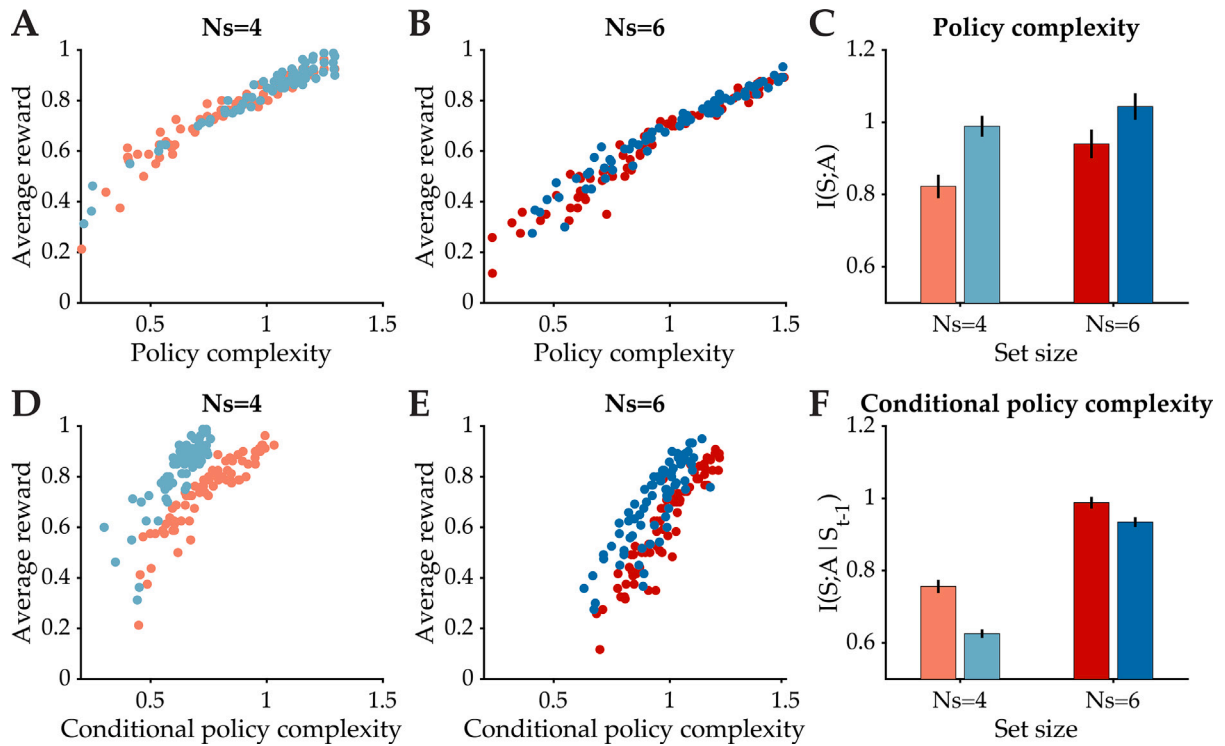 A
Ns=4
Average reward
1
0.8
0.6
0.4
0.2
0
0.5
1
1.5
Policy complexity
B
Ns=6
Average reward
1
0.8
0.6
0.4
0.2
0
0.5
1
1.5
Policy complexity
C
Policy complexity
I(S;A)
1.2
1
0.8
0.6
Ns=4
Ns=6
Set size
D
Ns=4
Average reward
1
0.8
0.6
0.4
0.2
0
0.5
1
1.5
Conditional policy complexity
E
Ns=6
Average reward
1
0.8
0.6
0.4
0.2
0
0.5
1
1.5
Conditional policy complexity
F
Conditional policy complexity
I(S;A | S_{t-1})
1.2
1
0.8
0.6
Ns=4
Ns=6
Set size